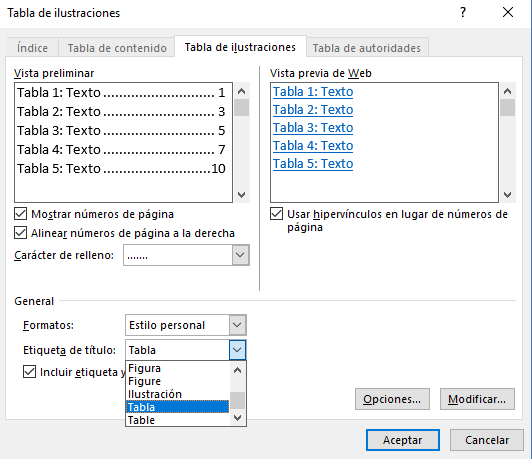 Tabla de ilustraciones
Índice Tabla de contenido Tabla de ilustraciones Tabla de autoridades
Vista preliminar
Tabla 1: Texto ........................... 1
Tabla 2: Texto ........................... 3
Tabla 3: Texto ........................... 5
Tabla 4: Texto ........................... 7
Tabla 5: Texto ...........................10
Mostrar números de página
Alinear números de página a la derecha
Carácter de relleno: .......
Vista previa de Web
Tabla 1: Texto
Tabla 2: Texto
Tabla 3: Texto
Tabla 4: Texto
Tabla 5: Texto
Usar hipervínculos en lugar de números de
página
General
Formatos: Estilo personal
Etiqueta de título: Tabla
Incluir etiqueta y
Figura
Figure
Ilustración
Tabla
Table
Opciones... Modificar...
Aceptar Cancelar